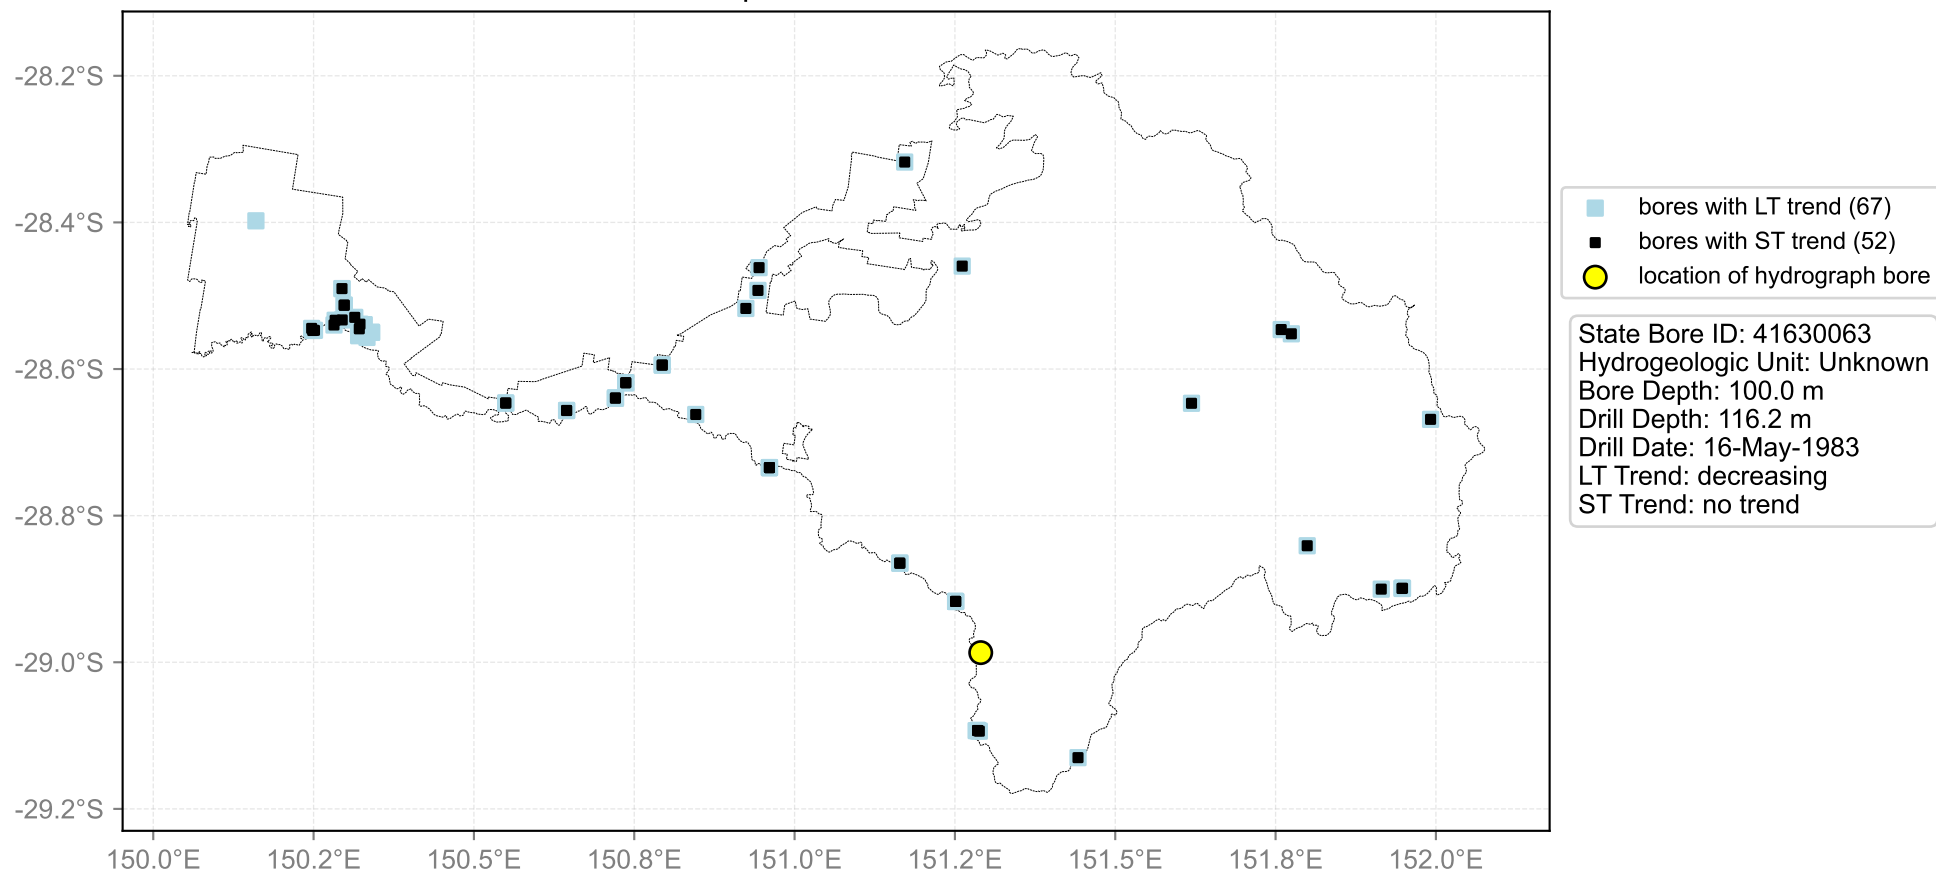 -28.2°S
-28.4°S
-28.6°S
-28.8°S
-29.0°S
-29.2°S
150.0°E 150.2°E 150.5°E 150.8°E 151.0°E 151.2°E 151.5°E 151.8°E 152.0°E
bores with LT trend (67)
bores with ST trend (52)
location of hydrograph bore
State Bore ID: 41630063
Hydrogeologic Unit: Unknown
Bore Depth: 100.0 m
Drill Depth: 116.2 m
Drill Date: 16-May-1983
LT Trend: decreasing
ST Trend: no trend